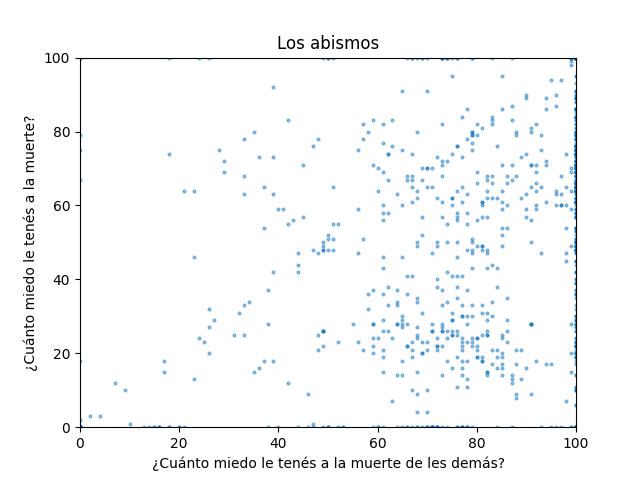 Los abismos
100
80
60
40
20
0
¿Cuánto miedo le tenés a la muerte?
0 20 40 60 80 100
¿Cuánto miedo le tenés a la muerte de les demás?